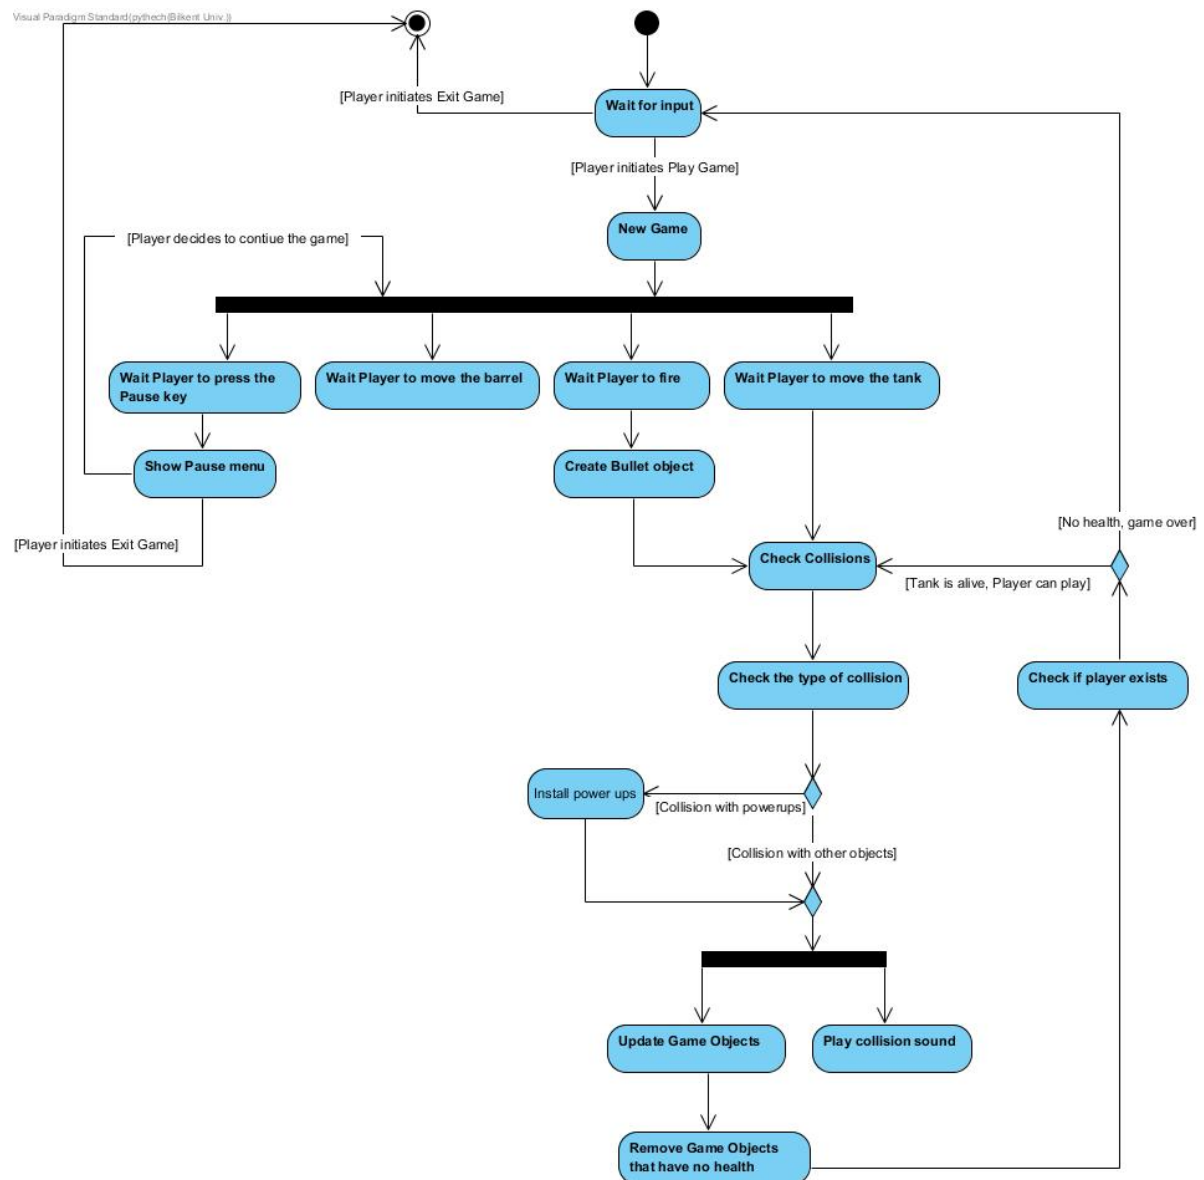 Visual Paradigm Standard(pythech(Bilkent Univ.))
[Player initiates Exit Game]
Wait for input
[Player initiates Play Game]
New Game
[Player decides to contiue the game]
Wait Player to press the
Pause key
Wait Player to move the barrel
Wait Player to fire
Wait Player to move the tank
Show Pause menu
Create Bullet object
[No health, game over]
[Player initiates Exit Game]
Check Collisions
[Tank is alive, Player can play]
Check the type of collision
Check if player exists
Install power ups
[Collision with powerups]
[Collision with other objects]
Update Game Objects
Play collision sound
Remove Game Objects
that have no health